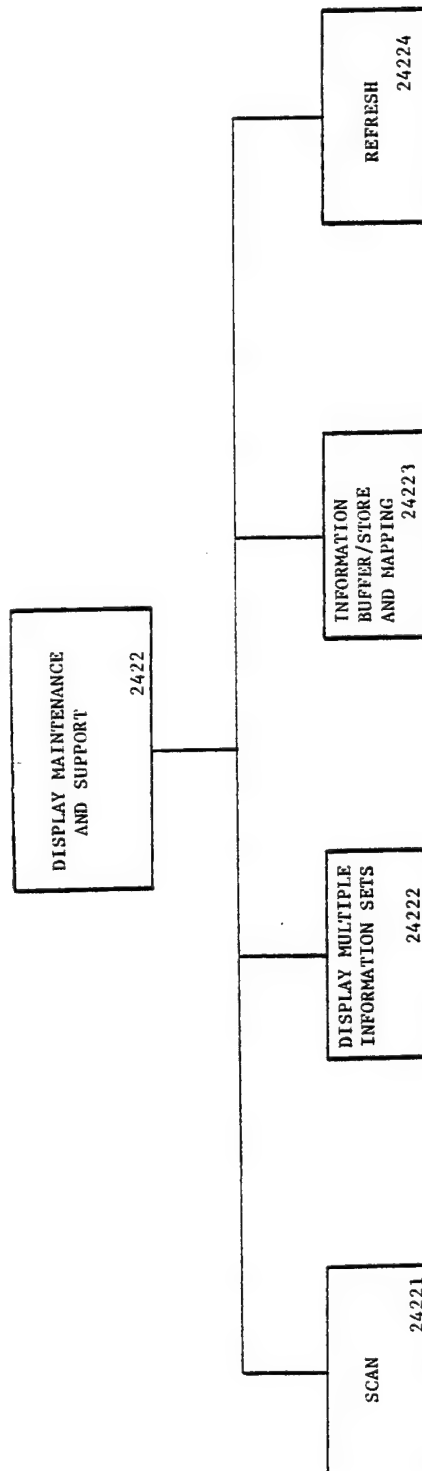 DISPLAY MAINTENANCE
AND SUPPORT
2422
SCAN
24221
DISPLAY MULTIPLE
INFORMATION SETS
24222
INFORMATION
BUFFER/STORE
AND MAPPING
24223
REFRESH
24224